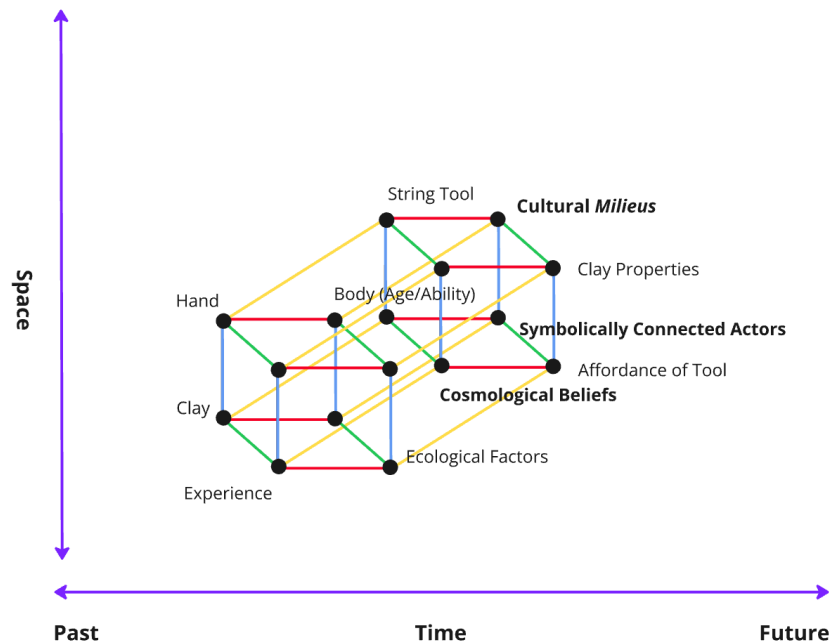 String Tool
Cultural Milieus
Clay Properties
Hand
Body (Age/Ability)
Space
Symbolically Connected Actors
Affordance of Tool
Cosmological Beliefs
Clay
Ecological Factors
Experience
Past
Time
Future